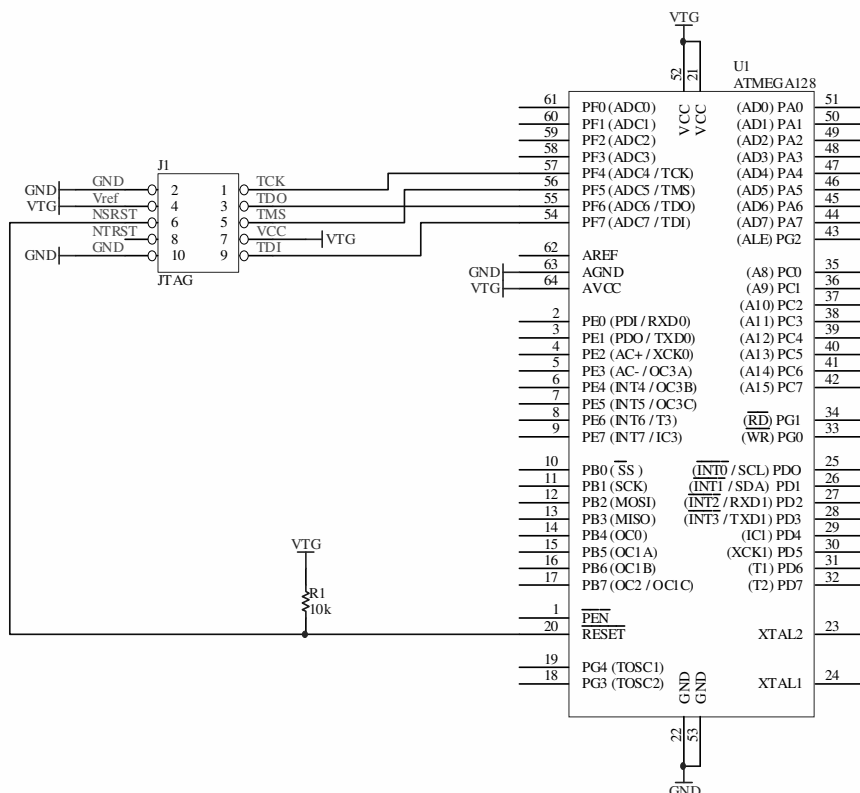 VTG
52
21
VCC
VCC
U1
ATMEGA128
61 PF0 (ADC0) (AD0) PA0 51
60 PF1 (ADC1) (AD1) PA1 50
59 PF2 (ADC2) (AD2) PA2 49
58 PF3 (ADC3) (AD3) PA3 48
57 PF4 (ADC4 / TCK) (AD4) PA4 47
56 PF5 (ADC5 / TMS) (AD5) PA5 46
55 PF6 (ADC6 / TDO) (AD6) PA6 45
54 PF7 (ADC7 / TDI) (AD7) PA7 44
(ALE) PG2 43
J1
GND GND 2 1 TCK
VTG Vref 4 3 TDO
NSRST 6 5 TMS
NTRST 8 7 VCC VTG
GND GND 10 9 TDI
JTAG
62 AREF
GND 63 AGND (A8) PC0 35
VTG 64 AVCC (A9) PC1 36
(A10) PC2 37
2 PE0 (PDI / RXD0) (A11) PC3 38
3 PE1 (PDO / TXD0) (A12) PC4 39
4 PE2 (AC+ / XCK0) (A13) PC5 40
5 PE3 (AC- / OC3A) (A14) PC6 41
6 PE4 (INT4 / OC3B) (A15) PC7 42
7 PE5 (INT5 / OC3C)
8 PE6 (INT6 / T3) (RD) PG1 34
9 PE7 (INT7 / IC3) (WR) PG0 33
10 PB0 (SS) (INT0 / SCL) PDO 25
11 PB1 (SCK) (INT1 / SDA) PD1 26
12 PB2 (MOSI) (INT2 / RXD1) PD2 27
13 PB3 (MISO) (INT3 / TXD1) PD3 28
14 PB4 (OC0) (IC1) PD4 29
15 PB5 (OC1A) (XCK1) PD5 30
16 PB6 (OC1B) (T1) PD6 31
17 PB7 (OC2 / OC1C) (T2) PD7 32
VTG
R1
10k
1 PEN
20 RESET XTAL2 23
19 PG4 (TOSC1)
18 PG3 (TOSC2) XTAL1 24
GND
GND
22
53
GND